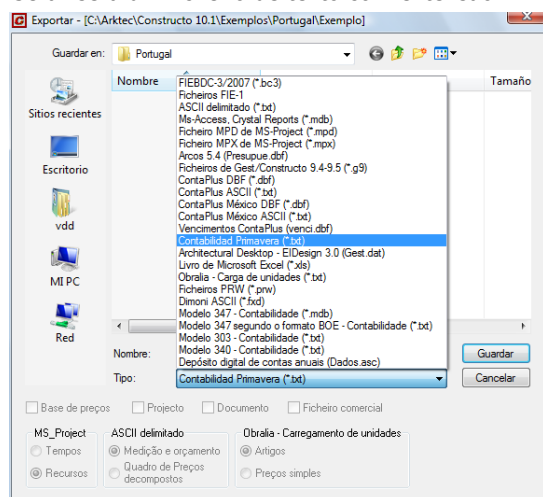 Exportar - [C:\Arktec\Constructo 10.1\Exemplos\Portugal\Exemplo]
Guardar en:
Portugal
Nombre
Tamaño
FIEBDC-3/2007 (*.bc3)
Ficheiros FIE-1
ASCII delimitado (*.txt)
Ms-Access, Crystal Reports (*.mdb)
Ficheiro MPD de MS-Project (*.mpd)
Ficheiro MPX de MS-Project (*.mpx)
Arcos 5.4 (Presupue.dbf)
Ficheiros de Gest/Constructo 9.4-9.5 (*.g9)
ContaPlus DBF (*.dbf)
ContaPlus ASCII (*.txt)
ContaPlus México DBF (*.dbf)
ContaPlus México ASCII (*.txt)
Vencimentos ContaPlus (venci.dbf)
Contabilidad Primavera (*.txt)
Architectural Desktop - EIDesign 3.0 (Gest.dat)
Livro de Microsoft Excel (*.xls)
Obralia - Carga de unidades (*.txt)
Ficheiros PRW (*.prw)
Dimoni ASCII (*.fxd)
Modelo 347 - Contabilidade (*.mdb)
Modelo 347 segundo o formato BOE - Contabilidade (*.txt)
Modelo 303 - Contabilidade (*.txt)
Modelo 340 - Contabilidade (*.txt)
Depósito digital de contas anuais (Dados.asc)
Sitios recientes
Escritorio
vdd
MI PC
Red
Nombre:
Guardar
Tipo:
Contabilidad Primavera (*.txt)
Cancelar
Base de preços
Projecto
Documento
Ficheiro comercial
MS_Project
ASCII delimitado
Obralia - Carregamento de unidades
Tempos
Medição e orçamento
Artigos
Recursos
Quadro de Preços decompostos
Preços simples